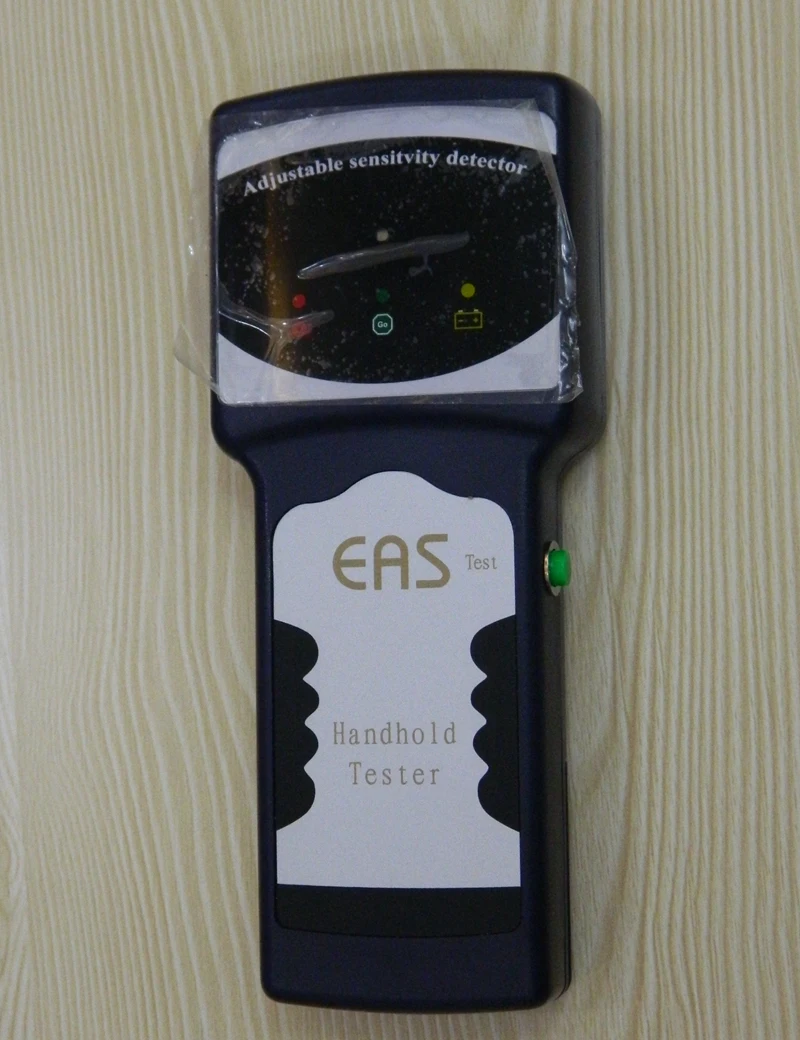 Adjustable sensitvity detector
Go
EAS Test
Handhold
Tester